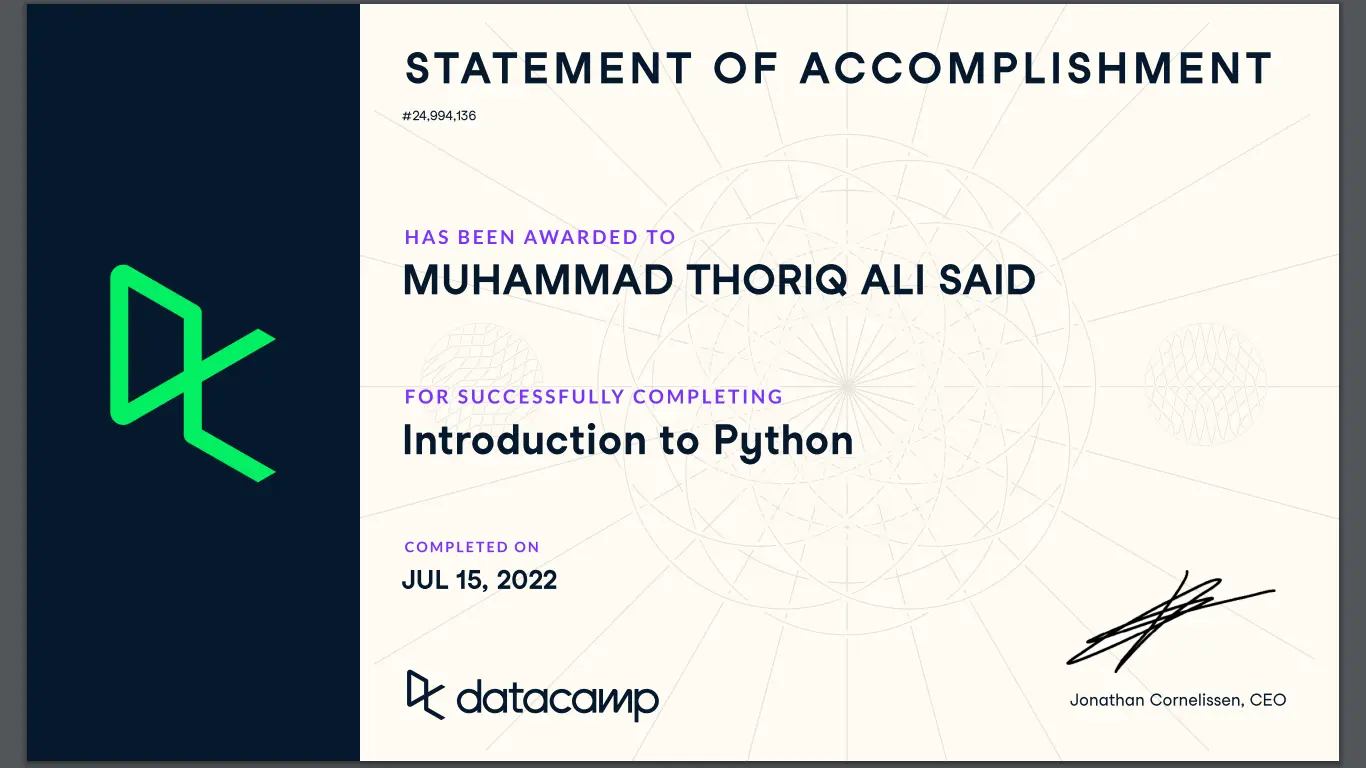 STATEMENT OF ACCOMPLISHMENT
#24,994,136
HAS BEEN AWARDED TO
MUHAMMAD THORIQ ALI SAID
FOR SUCCESSFULLY COMPLETING
Introduction to Python
COMPLETED ON
JUL 15, 2022
datacamp
Jonathan Cornelissen, CEO